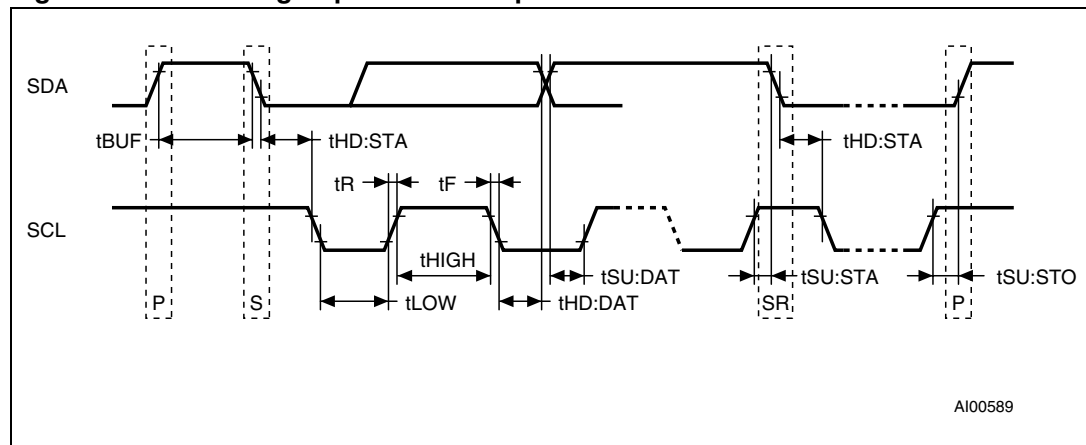 SDA
tBUF
tHD:STA
tHD:STA
tR
tF
SCL
tHIGH
tSU:DAT
tSU:STA
tSU:STO
P
S
tLOW
tHD:DAT
SR
P
AI00589